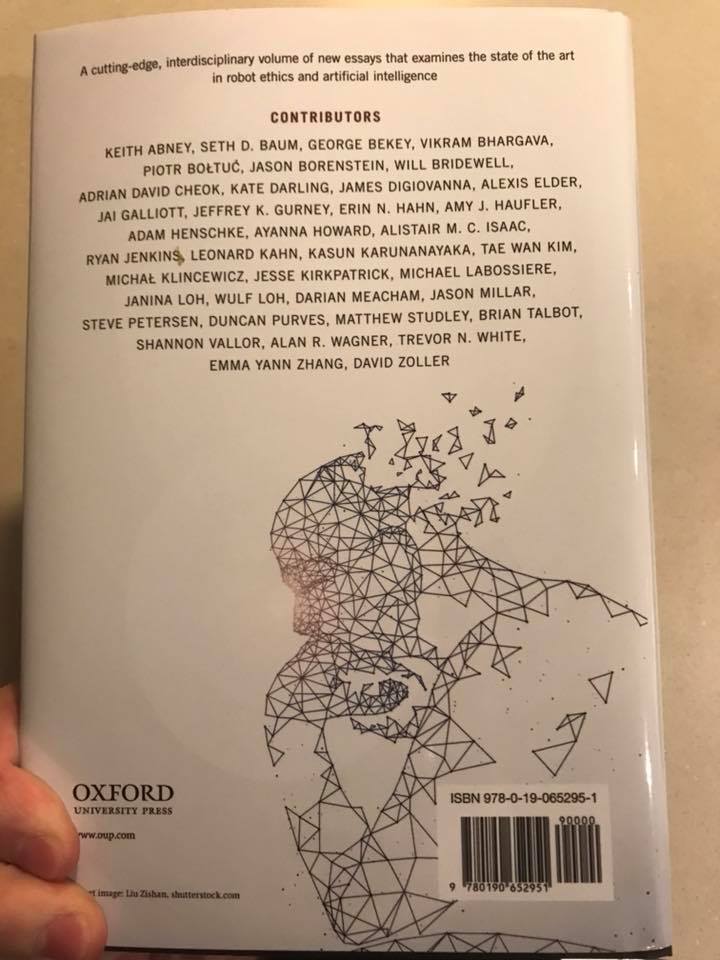 A cutting-edge, interdisciplinary volume of new essays that examines the state of the art
in robot ethics and artificial intelligence
CONTRIBUTORS
KEITH ABNEY, SETH D. BAUM, GEORGE BEKEY, VIKRAM BHARGAVA,
PIOTR BOŁTUĆ, JASON BORENSTEIN, WILL BRIDEWELL,
ADRIAN DAVID CHEOK, KATE DARLING, JAMES DIGIOVANNA, ALEXIS ELDER,
JAI GALLIOTT, JEFFREY K. GURNEY, ERIN N. HAHN, AMY J. HAUFLER,
ADAM HENSCHKE, AYANNA HOWARD, ALISTAIR M. C. ISAAC,
RYAN JENKINS, LEONARD KAHN, KASUN KARUNANAYAKA, TAE WAN KIM,
MICHAŁ KLINCEWICZ, JESSE KIRKPATRICK, MICHAEL LABOSSIERE,
JANINA LOH, WULF LOH, DARIAN MEACHAM, JASON MILLAR,
STEVE PETERSEN, DUNCAN PURVES, MATTHEW STUDLEY, BRIAN TALBOT,
SHANNON VALLOR, ALAN R. WAGNER, TREVOR N. WHITE,
EMMA YANN ZHANG, DAVID ZOLLER
OXFORD
UNIVERSITY PRESS
www.oup.com
image: Liu Zishan, shutterstock.com
ISBN 978-0-19-065295-1
90000
9 780190 652951